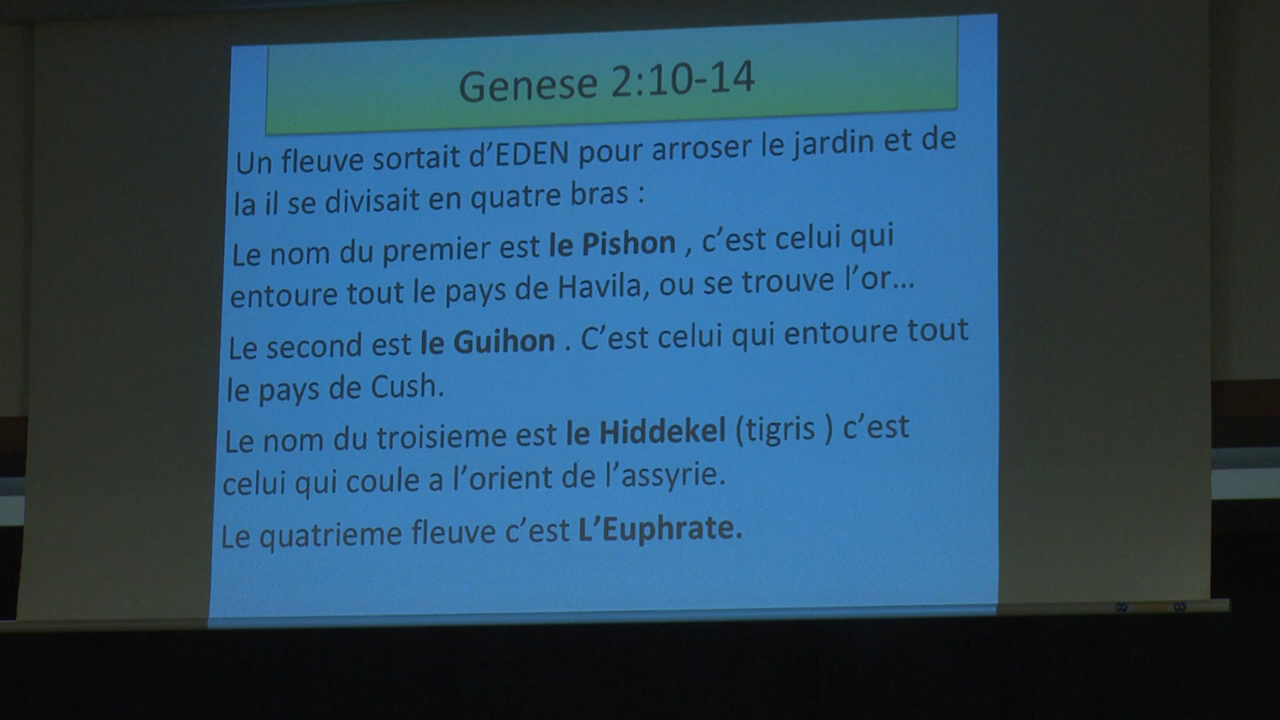 Genese 2:10-14
Un fleuve sortait d’EDEN pour arroser le jardin et de
la il se divisait en quatre bras :
Le nom du premier est le Pishon , c’est celui qui
entoure tout le pays de Havila, ou se trouve l’or...
Le second est le Guihon . C’est celui qui entoure tout
le pays de Cush.
Le nom du troisieme est le Hiddekel (tigris ) c’est
celui qui coule a l’orient de l’assyrie.
Le quatrieme fleuve c’est L’Euphrate.